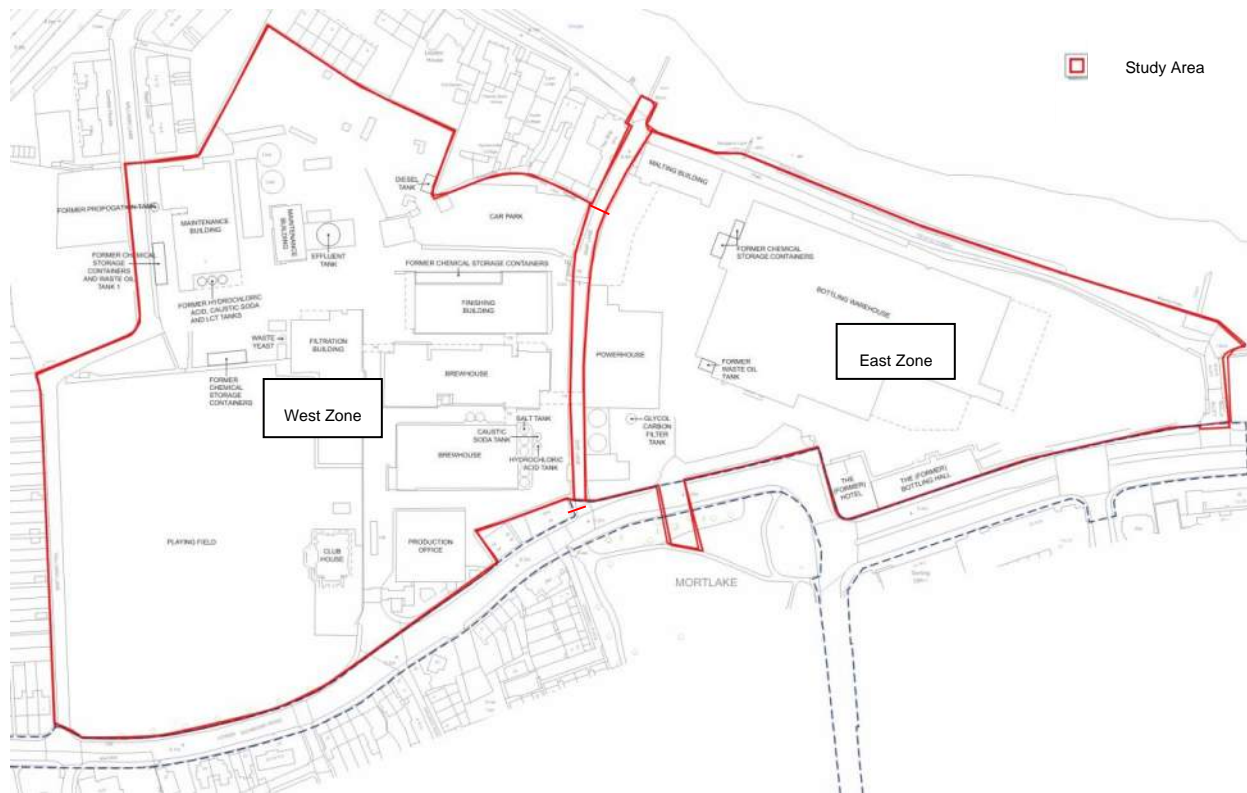 Study Area
MALTING BUILDING
DIESEL
TANK
FORMER PROPOGATION TANK
MAINTENANCE
BUILDING
MAINTENANCE
BUILDING
CAR PARK
EFFLUENT
TANK
FORMER CHEMICAL
STORAGE
CONTAINERS
AND WASTE OIL
TANK 1
FORMER CHEMICAL STORAGE CONTAINERS
FORMER CHEMICAL
STORAGE CONTAINERS
FORMER HYDROCHLORIC
ACID, CAUSTIC SODA
AND LCT TANKS
FINISHING
BUILDING
BOTTLING WAREHOUSE
WASTE
YEAST
FILTRATION
BUILDING
POWERHOUSE
East Zone
FORMER
WASTE OIL
TANK
FORMER
CHEMICAL
STORAGE
CONTAINERS
BREWHOUSE
West Zone
SALT TANK
CAUSTIC
SODA TANK
HYDROCHLORIC
ACID TANK
BREWHOUSE
GLYCOL
CARBON
FILTER
TANK
THE
(FORMER)
HOTEL
THE (FORMER)
BOTTLING HALL
PLAYING FIELD
CLUB
HOUSE
PRODUCTION
OFFICE
MORTLAKE